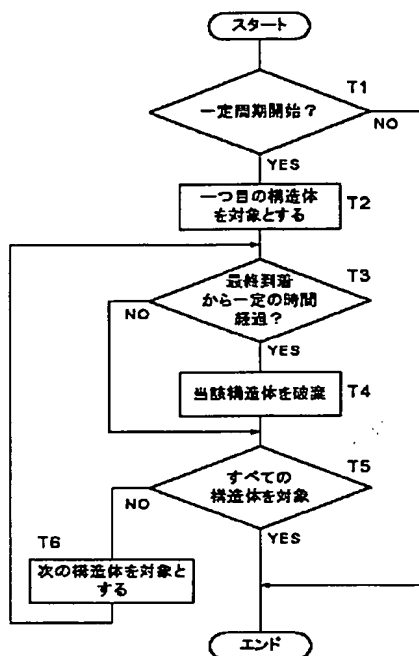 スタート
T1
一定周期開始？
NO
YES
一つ目の構造体
を対象とする
T2
T3
最終到着
から一定の時間
経過？
NO
YES
当該構造体を破棄
T4
T5
すべての
構造体を対象
NO
YES
T6
次の構造体を対象と
する
エンド